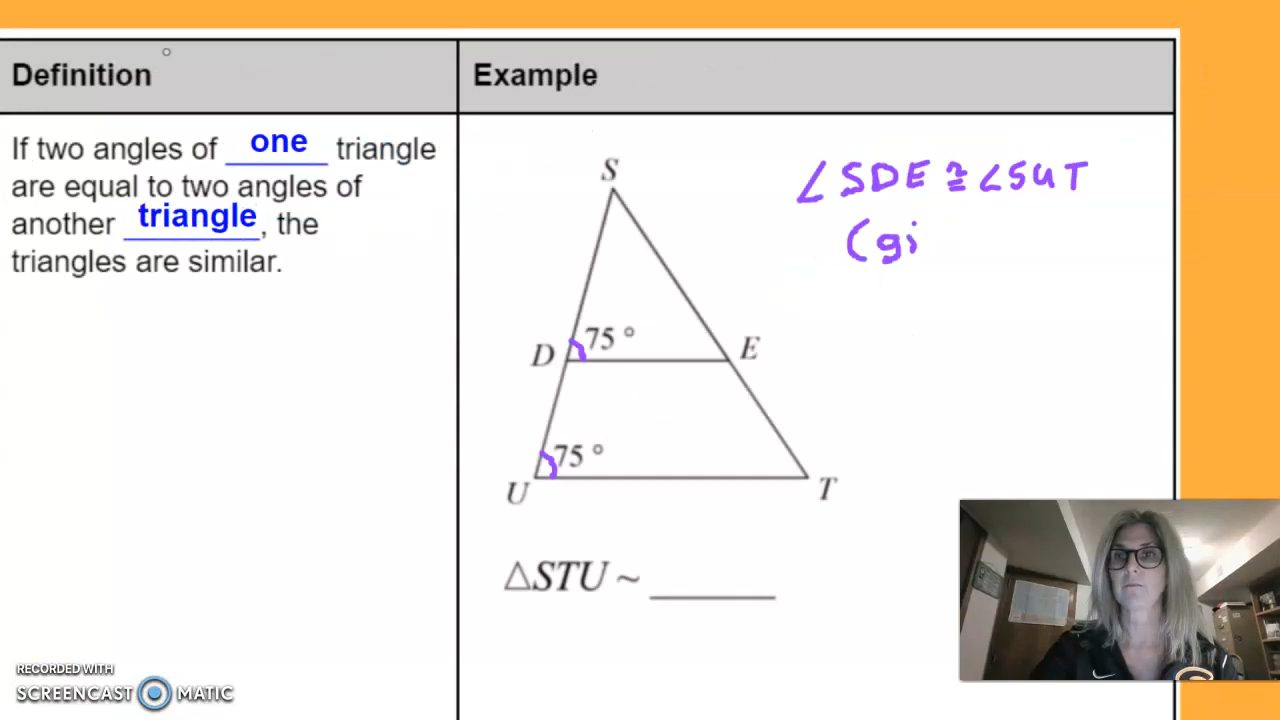 Definition
Example
If two angles of one triangle
are equal to two angles of
another triangle, the
triangles are similar.
S
∠SDE ≅ ∠SUT
(gi
75°
D
E
75°
U
T
△STU ~ ______
RECORDED WITH
SCREENCAST MATIC